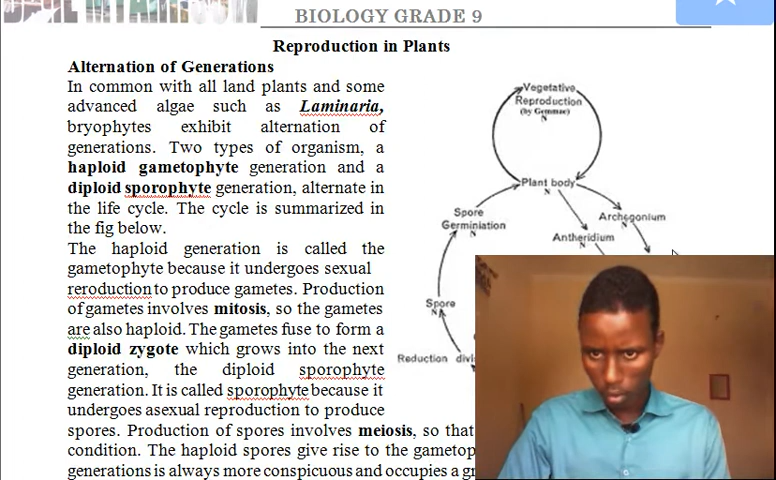 BIOLOGY GRADE 9
Reproduction in Plants
Alternation of Generations
In common with all land plants and some
advanced algae such as Laminaria,
bryophytes exhibit alternation of
generations. Two types of organism, a
haploid gametophyte generation and a
diploid sporophyte generation, alternate in
the life cycle. The cycle is summarized in
the fig below.
The haploid generation is called the
gametophyte because it undergoes sexual
reroduction to produce gametes. Production
of gametes involves mitosis, so the gametes
are also haploid. The gametes fuse to form a
diploid zygote which grows into the next
generation, the diploid sporophyte
generation. It is called sporophyte because it
undergoes asexual reproduction to produce
spores. Production of spores involves meiosis, so that
condition. The haploid spores give rise to the gametop
generations is always more conspicuous and occupies a
Vegetative
Reproduction
(by Gemmae)
N
Plant body
N
Spore
Germiniation
N
Archegonium
N
Antheridium
N
Spore
N
Reduction divi